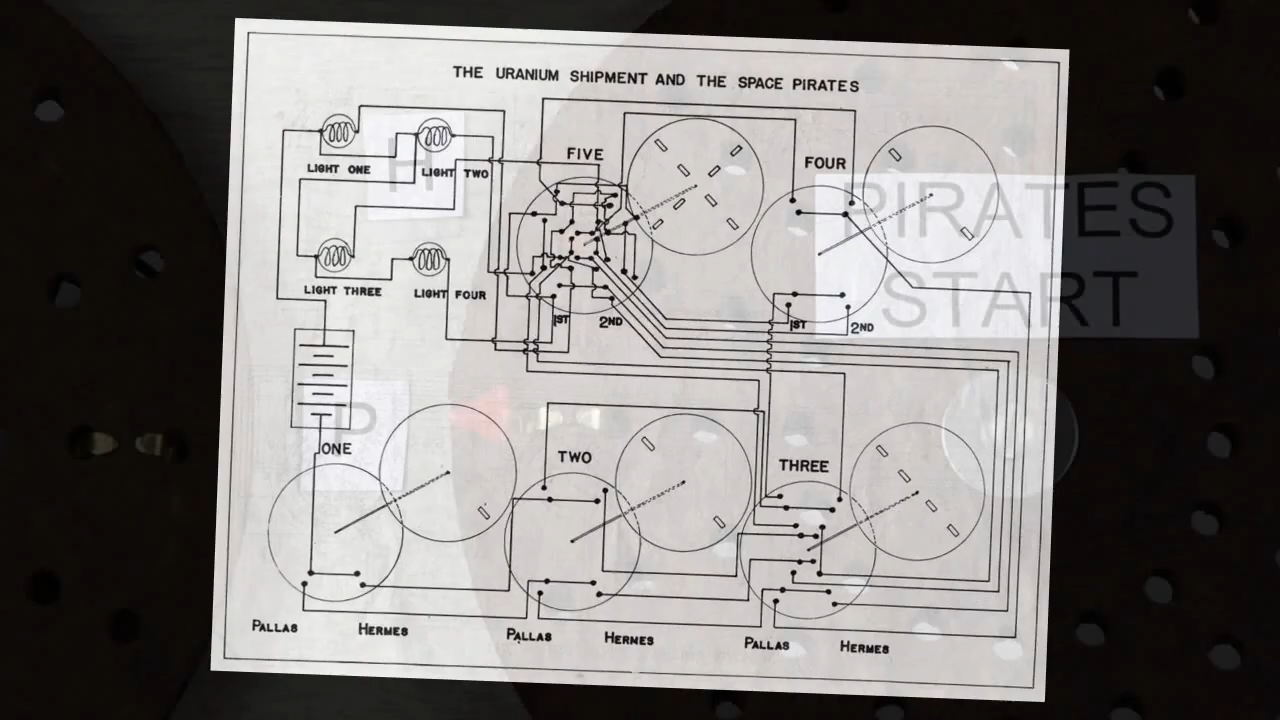 THE URANIUM SHIPMENT AND THE SPACE PIRATES
LIGHT ONE
LIGHT TWO
FIVE
FOUR
H
PIRATES
START
LIGHT THREE
LIGHT FOUR
1ST
2ND
1ST
2ND
P
ONE
TWO
THREE
PALLAS
HERMES
PALLAS
HERMES
PALLAS
HERMES